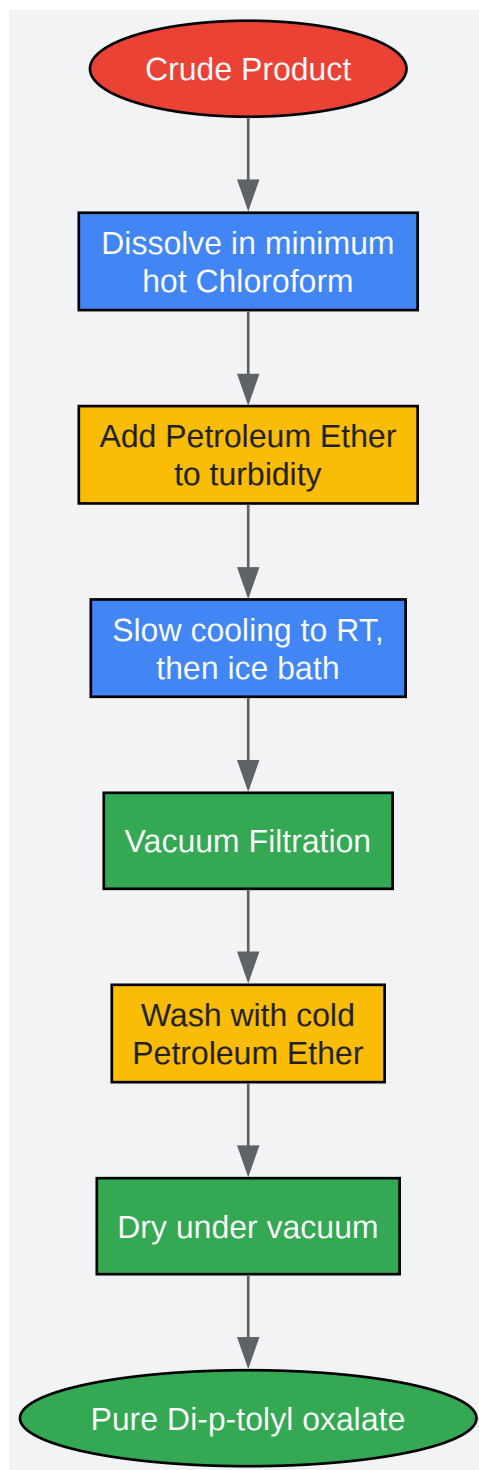 Crude Product
Dissolve in minimum
hot Chloroform
Add Petroleum Ether
to turbidity
Slow cooling to RT,
then ice bath
Vacuum Filtration
Wash with cold
Petroleum Ether
Dry under vacuum
Pure Di-p-tolyl oxalate